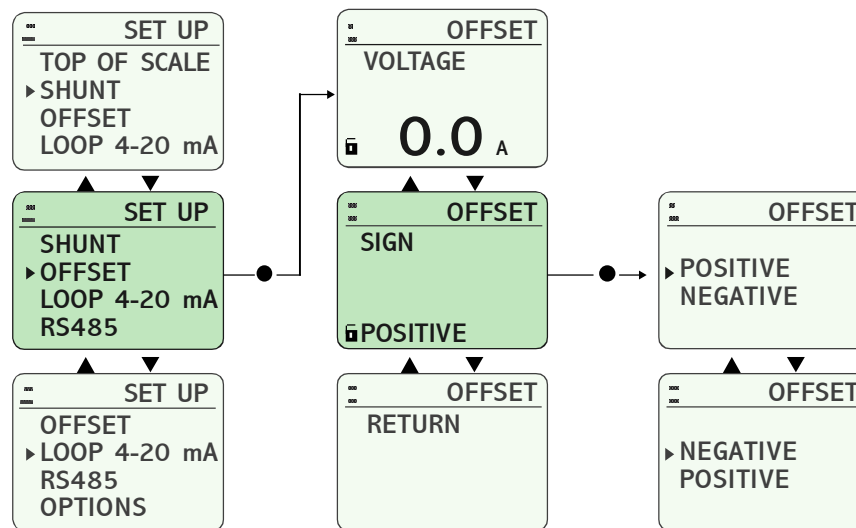 SET UP
TOP OF SCALE
SHUNT
OFFSET
LOOP 4-20 mA
OFFSET
VOLTAGE
0.0 A
SET UP
SHUNT
OFFSET
LOOP 4-20 mA
RS485
OFFSET
SIGN
POSITIVE
OFFSET
POSITIVE
NEGATIVE
SET UP
OFFSET
LOOP 4-20 mA
RS485
OPTIONS
OFFSET
RETURN
OFFSET
NEGATIVE
POSITIVE